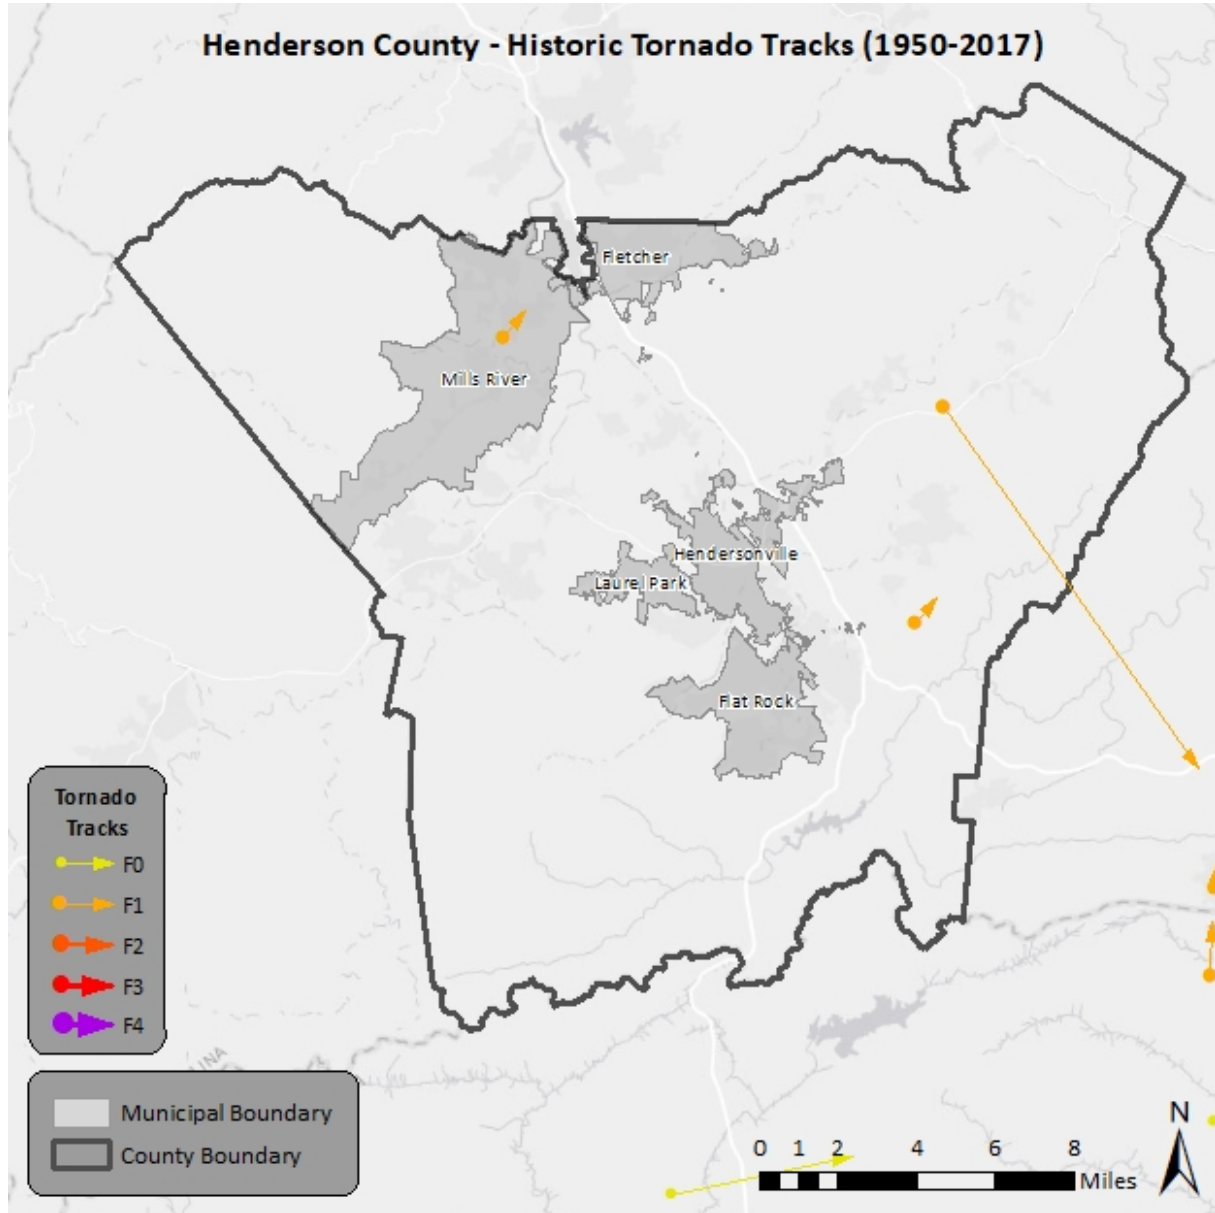 Henderson County - Historic Tornado Tracks (1950-2017)
Fletcher
Mills River
Hendersonville
Laurel Park
Flat Rock
Tornado
Tracks
F0
F1
F2
F3
F4
LINA
Municipal Boundary
County Boundary
N
0 1 2 4 6 8
Miles